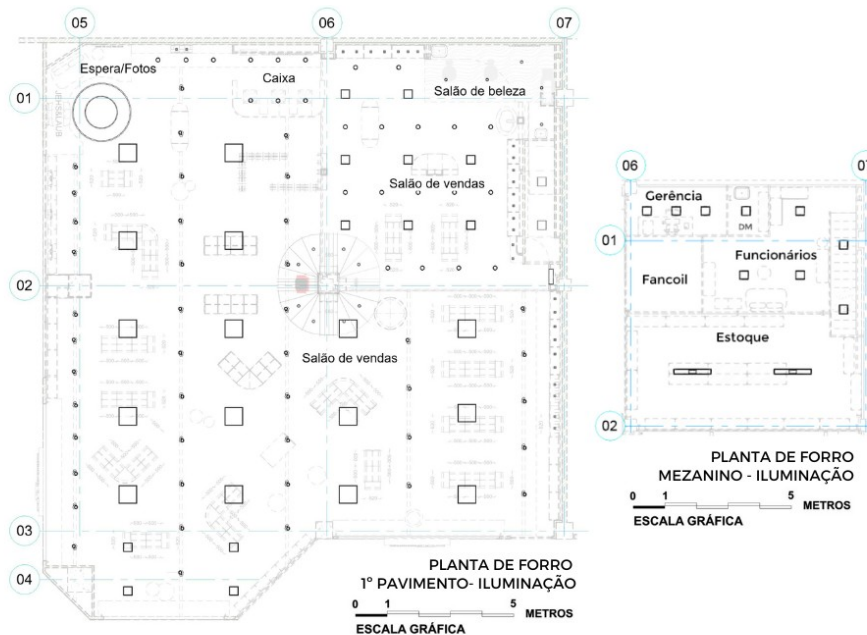 05
06
07
Espera/Fotos
Caixa
Salão de beleza
01
Salão de vendas
02
Salão de vendas
03
04
PLANTA DE FORRO
1º PAVIMENTO- ILUMINAÇÃO
0 1 5 METROS
ESCALA GRÁFICA
06
07
Gerência
DM
01
Funcionários
Fancoil
Estoque
02
PLANTA DE FORRO
MEZANINO - ILUMINAÇÃO
0 1 5 METROS
ESCALA GRÁFICA